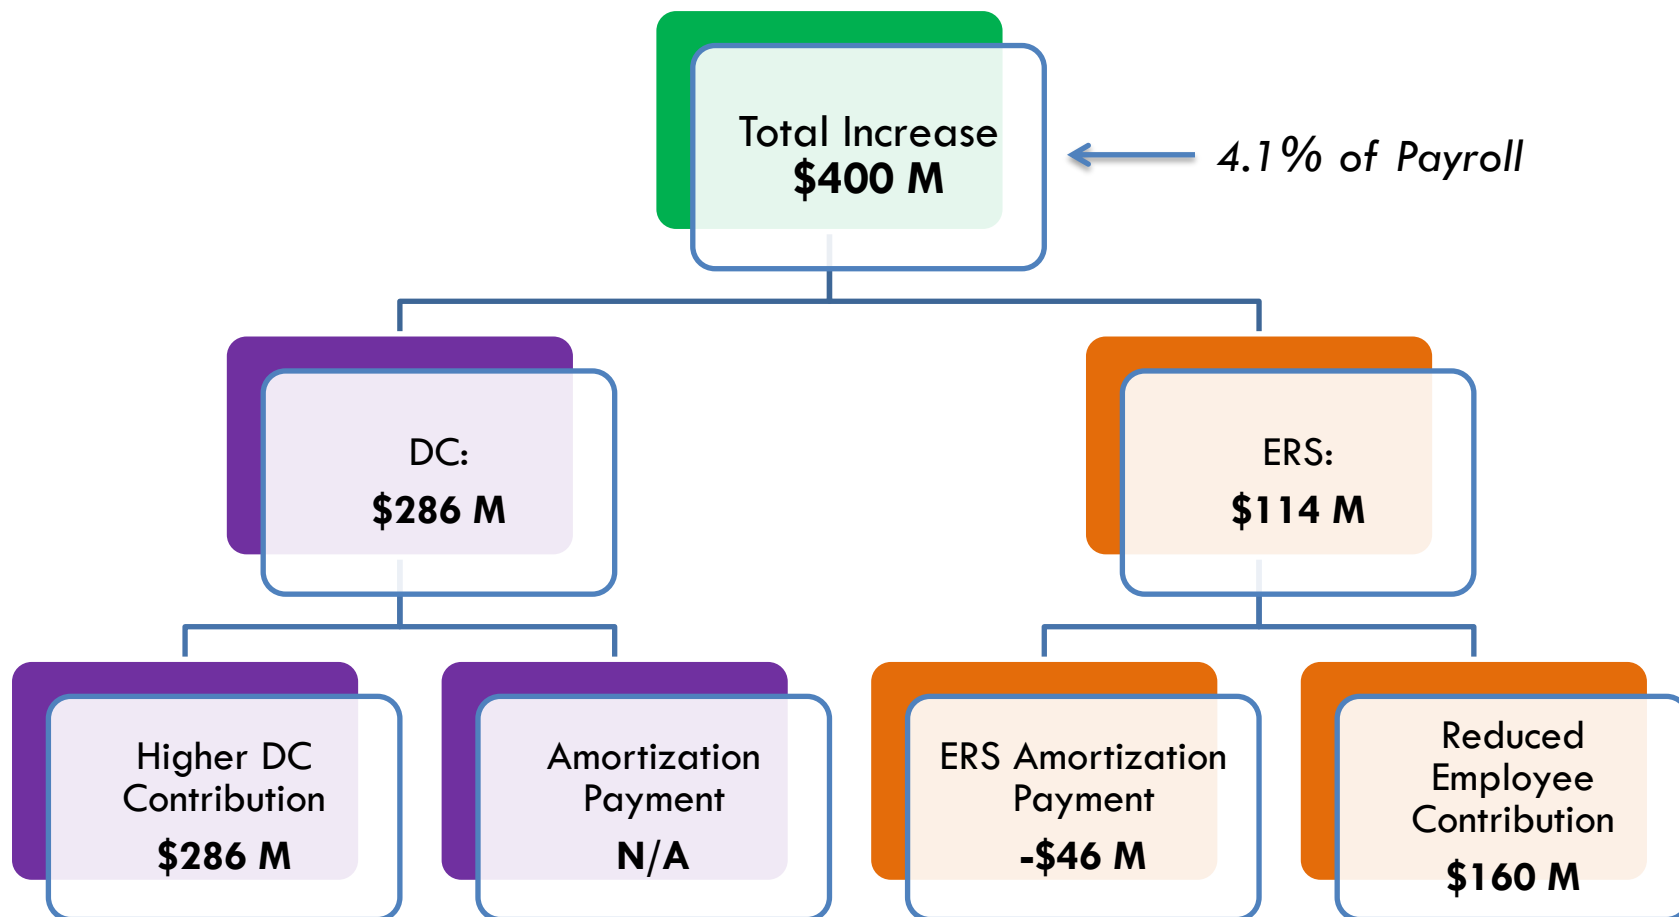 Total Increase
$400 M
4.1% of Payroll
DC:
$286 M
ERS:
$114 M
Higher DC
Contribution
$286 M
Amortization
Payment
N/A
ERS Amortization
Payment
-$46 M
Reduced
Employee
Contribution
$160 M